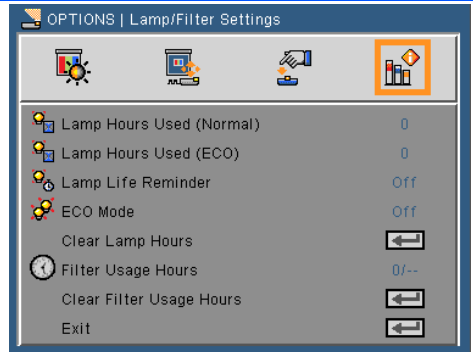 OPTIONS | Lamp/Filter Settings
Lamp Hours Used (Normal) 0
Lamp Hours Used (ECO) 0
Lamp Life Reminder Off
ECO Mode Off
Clear Lamp Hours
Filter Usage Hours 0/--
Clear Filter Usage Hours
Exit